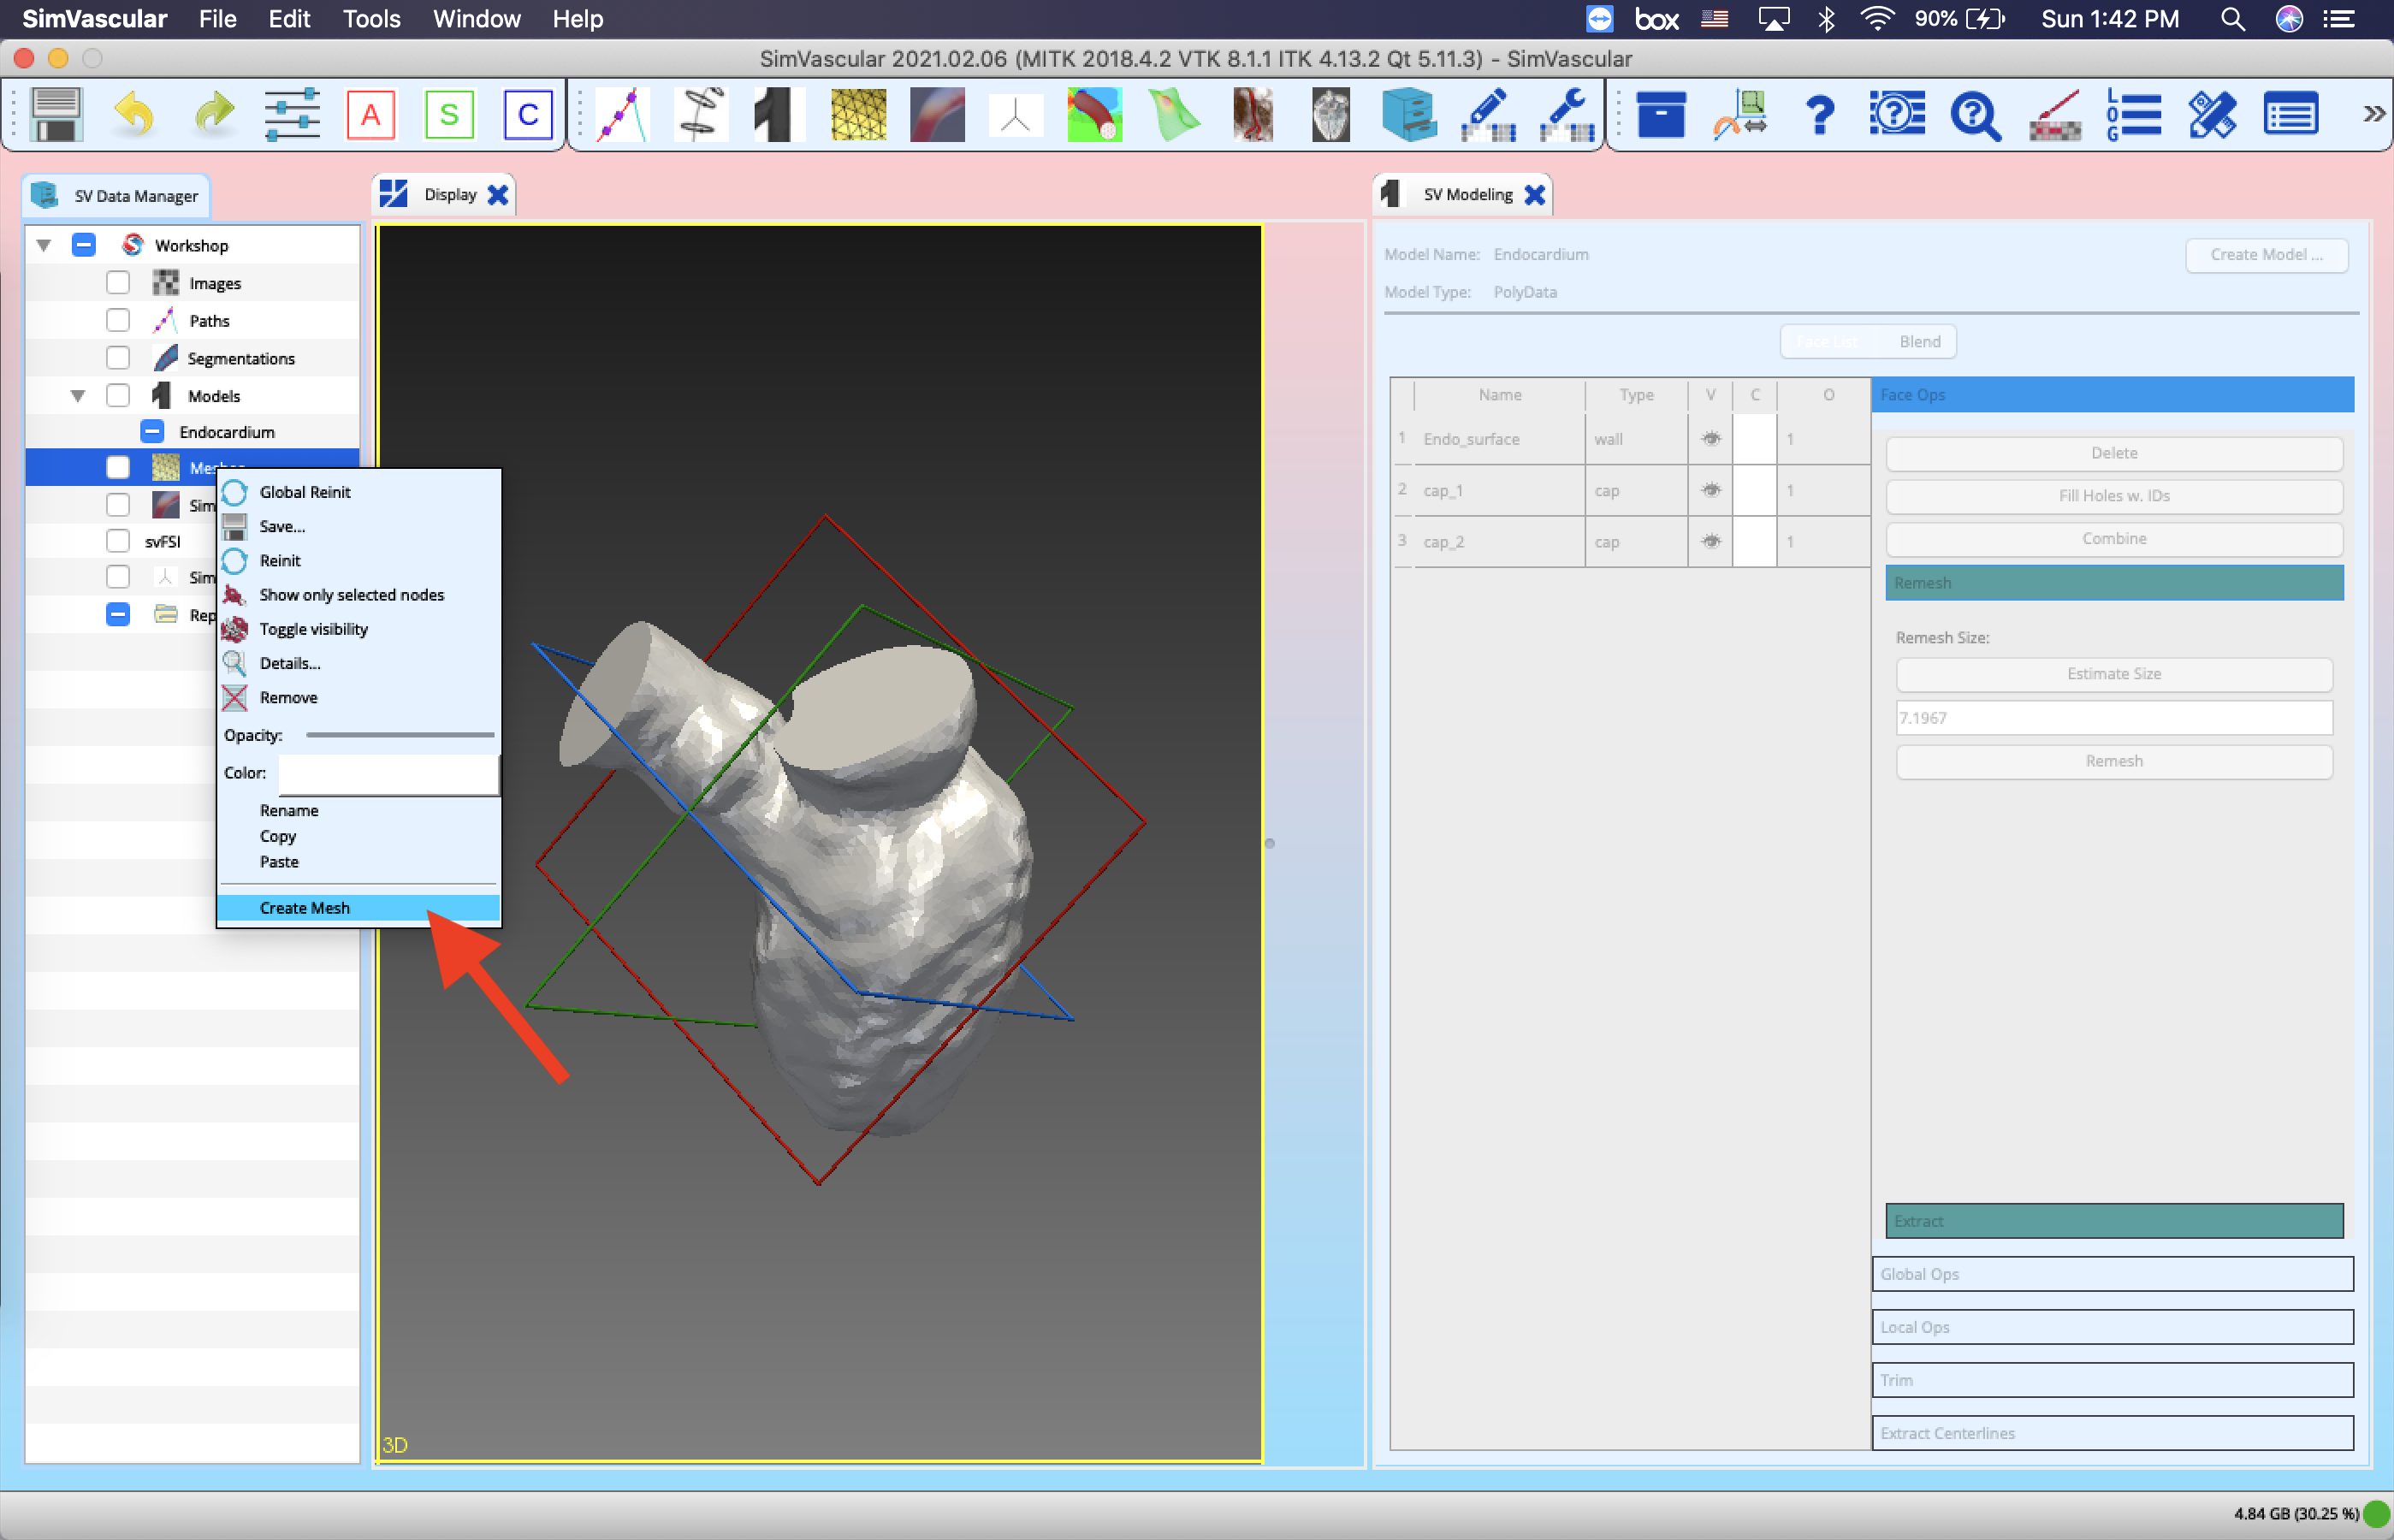 SimVascular File Edit Tools Window Help box 90% Sun 1:42 PM
SimVascular 2021.02.06 (MITK 2018.4.2 VTK 8.1.1 ITK 4.13.2 Qt 5.11.3) - SimVascular
A S C
LOG
SV Data Manager
Workshop
Images
Paths
Segmentations
Models
Endocardium
Sim
svFSI
Sim
Rep
Global Reinit
Save...
Reinit
Show only selected nodes
Toggle visibility
Details...
Remove
Opacity:
Color:
Rename
Copy
Paste
Create Mesh
Display
3D
SV Modeling
Model Name: Endocardium
Create Model ...
Model Type: PolyData
Face List Blend
Name Type V C O
1 Endo_surface wall 1
2 cap_1 cap 1
3 cap_2 cap 1
Face Ops
Delete
Fill Holes w. IDs
Combine
Remesh
Remesh Size:
Estimate Size
7.1967
Remesh
Extract
Global Ops
Local Ops
Trim
Extract Centerlines
4.84 GB (30.25 %)